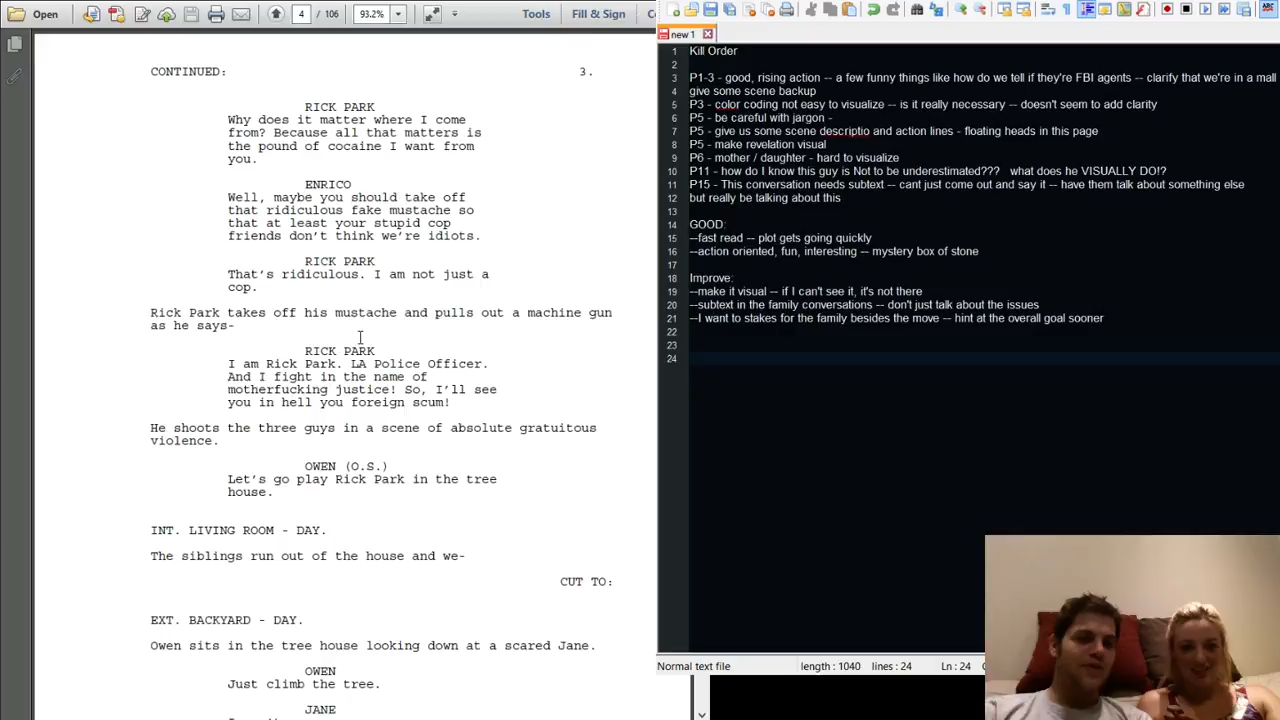 Open
4 / 106
93.2%
Tools
Fill & Sign
new 1
CONTINUED:
3.
RICK PARK
Why does it matter where I come
from? Because all that matters is
the pound of cocaine I want from
you.
ENRICO
Well, maybe you should take off
that ridiculous fake mustache so
that at least your stupid cop
friends don't think we're idiots.
RICK PARK
That's ridiculous. I am not just a
cop.
Rick Park takes off his mustache and pulls out a machine gun
as he says-
RICK PARK
I am Rick Park. LA Police Officer.
And I fight in the name of
motherfucking justice! So, I'll see
you in hell you foreign scum!
He shoots the three guys in a scene of absolute gratuitous
violence.
OWEN (O.S.)
Let's go play Rick Park in the tree
house.
INT. LIVING ROOM - DAY.
The siblings run out of the house and we-
CUT TO:
EXT. BACKYARD - DAY.
Owen sits in the tree house looking down at a scared Jane.
OWEN
Just climb the tree.
JANE
1 Kill Order
2
3 P1-3 - good, rising action -- a few funny things like how do we tell if they're FBI agents -- clarify that we're in a mall
4 give some scene backup
5 P3 - color coding not easy to visualize -- is it really necessary -- doesn't seem to add clarity
6 P5 - be careful with jargon -
7 P5 - give us some scene descriptio and action lines - floating heads in this page
8 P5 - make revelation visual
9 P6 - mother / daughter - hard to visualize
10 P11 - how do I know this guy is Not to be underestimated??? what does he VISUALLY DO!?
11 P15 - This conversation needs subtext -- cant just come out and say it -- have them talk about something else
12 but really be talking about this
13
14 GOOD:
15 --fast read -- plot gets going quickly
16 --action oriented, fun, interesting -- mystery box of stone
17
18 Improve:
19 --make it visual -- if I can't see it, it's not there
20 --subtext in the family conversations -- don't just talk about the issues
21 --I want to stakes for the family besides the move -- hint at the overall goal sooner
22
23
24
Normal text file
length : 1040
lines : 24
Ln : 24